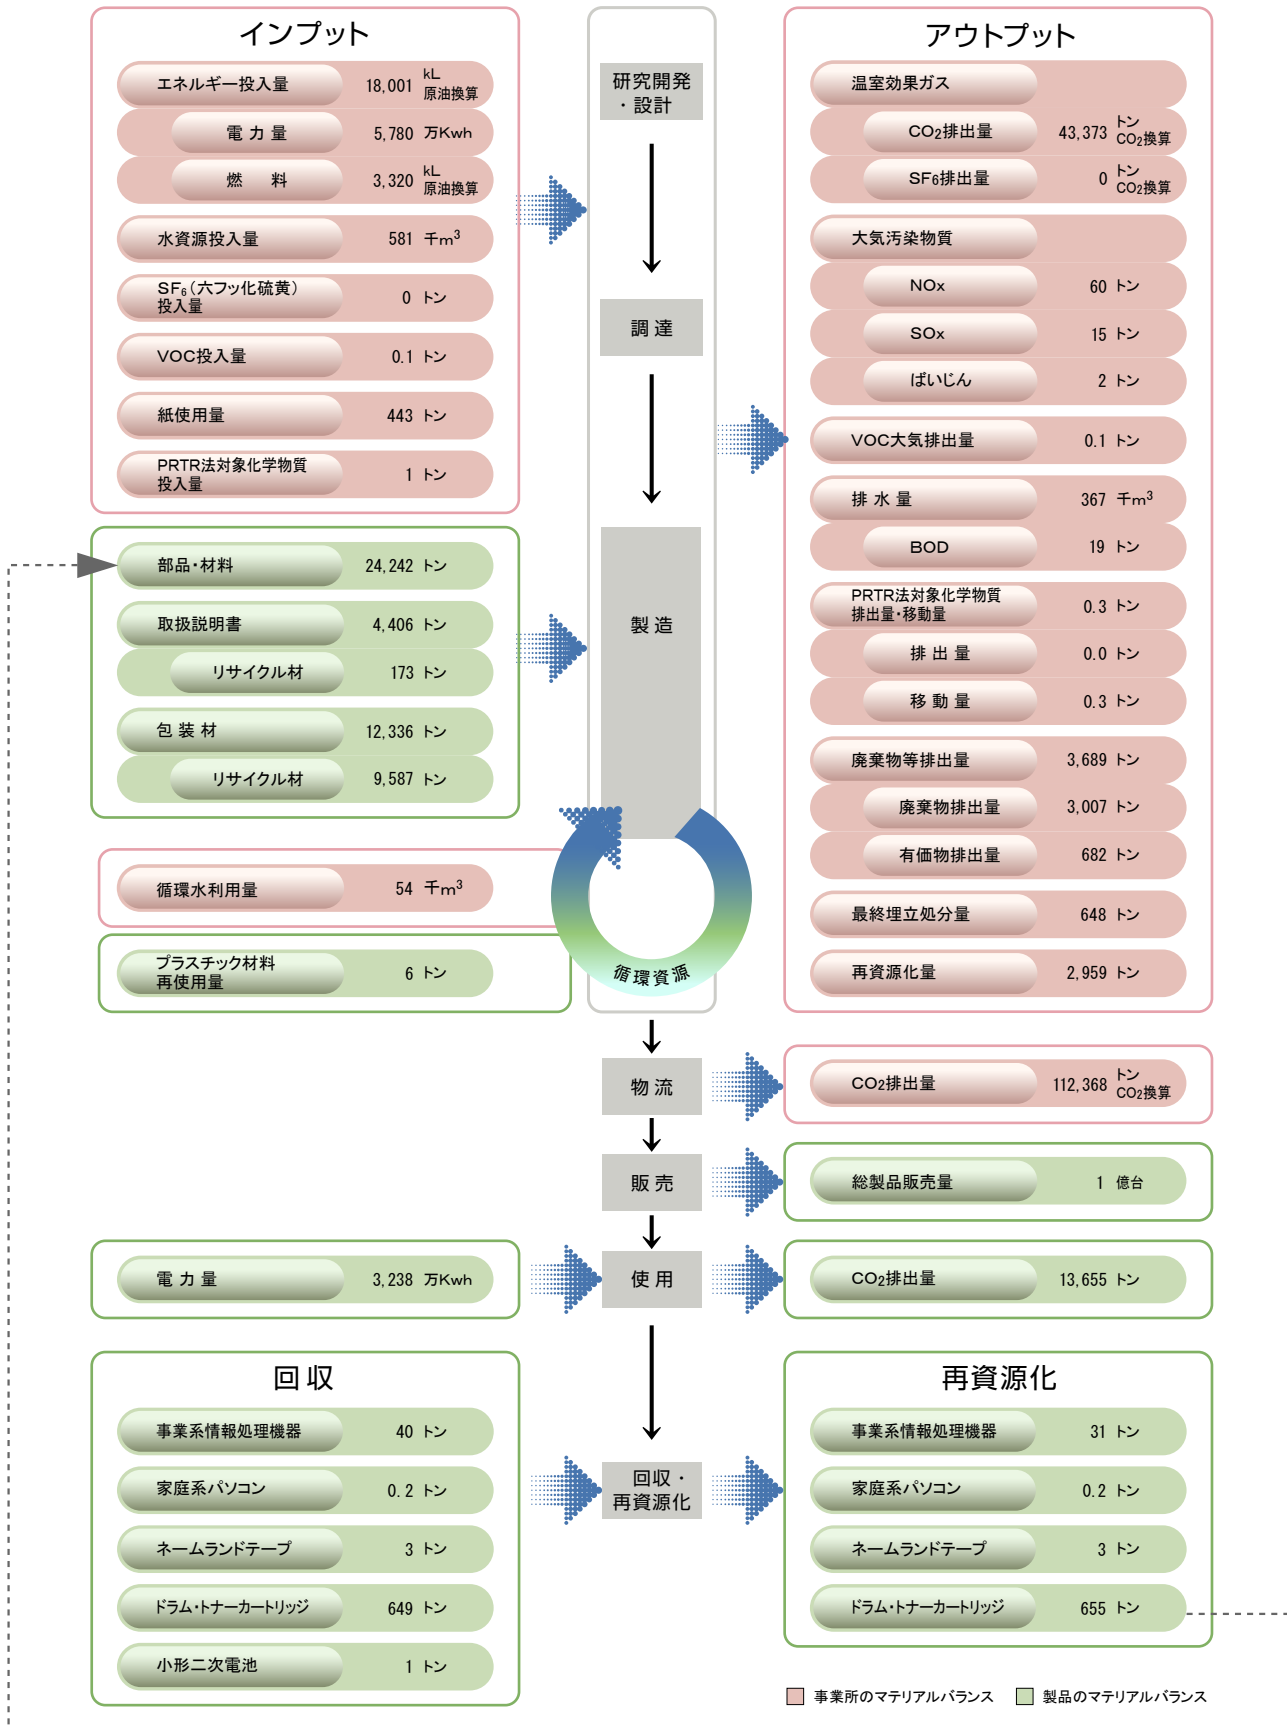 インプット
エネルギー投入量 18,001 kL 原油換算
電力量 5,780 万Kwh
燃 料 3,320 kL 原油換算
水資源投入量 581 千m³
SF₆(六フッ化硫黄)
投入量 0 トン
VOC投入量 0.1 トン
紙使用量 443 トン
PRTR法対象化学物質
投入量 1 トン
部品・材料 24,242 トン
取扱説明書 4,406 トン
リサイクル材 173 トン
包装材 12,336 トン
リサイクル材 9,587 トン
循環水利用量 54 千m³
プラスチック材料
再使用量 6 トン
研究開発
・設計
調達
製造
循環資源
アウトプット
温室効果ガス
CO₂排出量 43,373 トン CO₂換算
SF₆排出量 0 トン CO₂換算
大気汚染物質
NOx 60 トン
SOx 15 トン
ばいじん 2 トン
VOC大気排出量 0.1 トン
排水量 367 千m³
BOD 19 トン
PRTR法対象化学物質
排出量・移動量 0.3 トン
排出量 0.0 トン
移動量 0.3 トン
廃棄物等排出量 3,689 トン
廃棄物排出量 3,007 トン
有価物排出量 682 トン
最終埋立処分量 648 トン
再資源化量 2,959 トン
物流
CO₂排出量 112,368 トン CO₂換算
販売
総製品販売量 1 億台
電力量 3,238 万Kwh
使用
CO₂排出量 13,655 トン
回収
事業系情報処理機器 40 トン
家庭系パソコン 0.2 トン
ネームランドテープ 3 トン
ドラム・トナーカートリッジ 649 トン
小形二次電池 1 トン
回収・
再資源化
再資源化
事業系情報処理機器 31 トン
家庭系パソコン 0.2 トン
ネームランドテープ 3 トン
ドラム・トナーカートリッジ 655 トン
事業所のマテリアルバランス 製品のマテリアルバランス